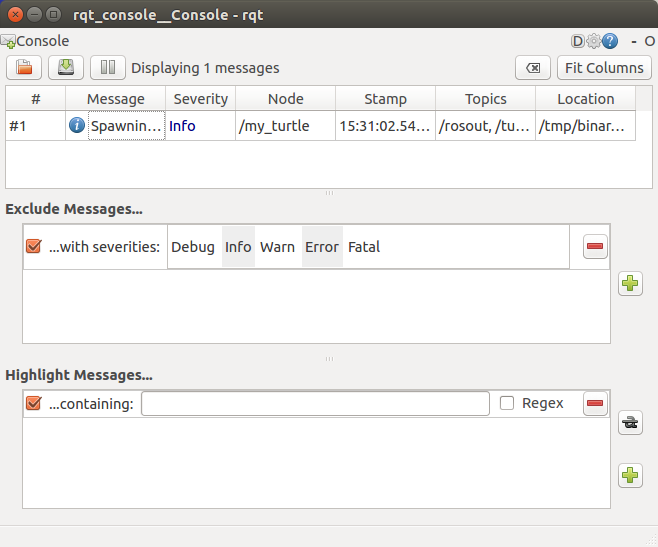 rqt_console__Console - rqt
Console D ? - O
Displaying 1 messages Fit Columns
# Message Severity Node Stamp Topics Location
#1 Spawnin... Info /my_turtle 15:31:02.54... /rosout, /tu... /tmp/binar...
Exclude Messages...
...with severities: Debug Info Warn Error Fatal
Highlight Messages...
...containing: Regex